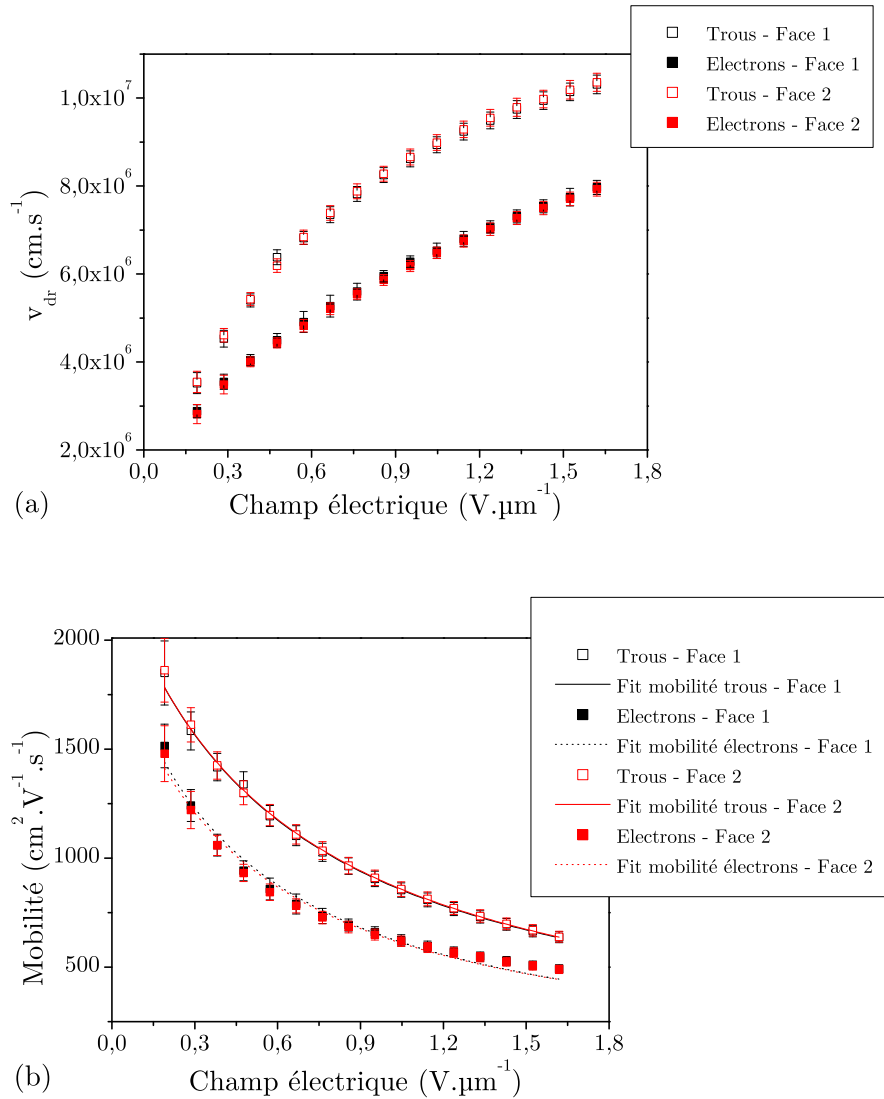 Trous - Face 1
Electrons - Face 1
Trous - Face 2
Electrons - Face 2
1,0x10⁷
8,0x10⁶
6,0x10⁶
4,0x10⁶
2,0x10⁶
v_dr (cm.s⁻¹)
0,0 0,3 0,6 0,9 1,2 1,5 1,8
Champ électrique (V.µm⁻¹)
(a)
Trous - Face 1
Fit mobilité trous - Face 1
Electrons - Face 1
Fit mobilité électrons - Face 1
Trous - Face 2
Fit mobilité trous - Face 2
Electrons - Face 2
Fit mobilité électrons - Face 2
2000
1500
1000
500
Mobilité (cm².V⁻¹.s⁻¹)
0,0 0,3 0,6 0,9 1,2 1,5 1,8
Champ électrique (V.µm⁻¹)
(b)